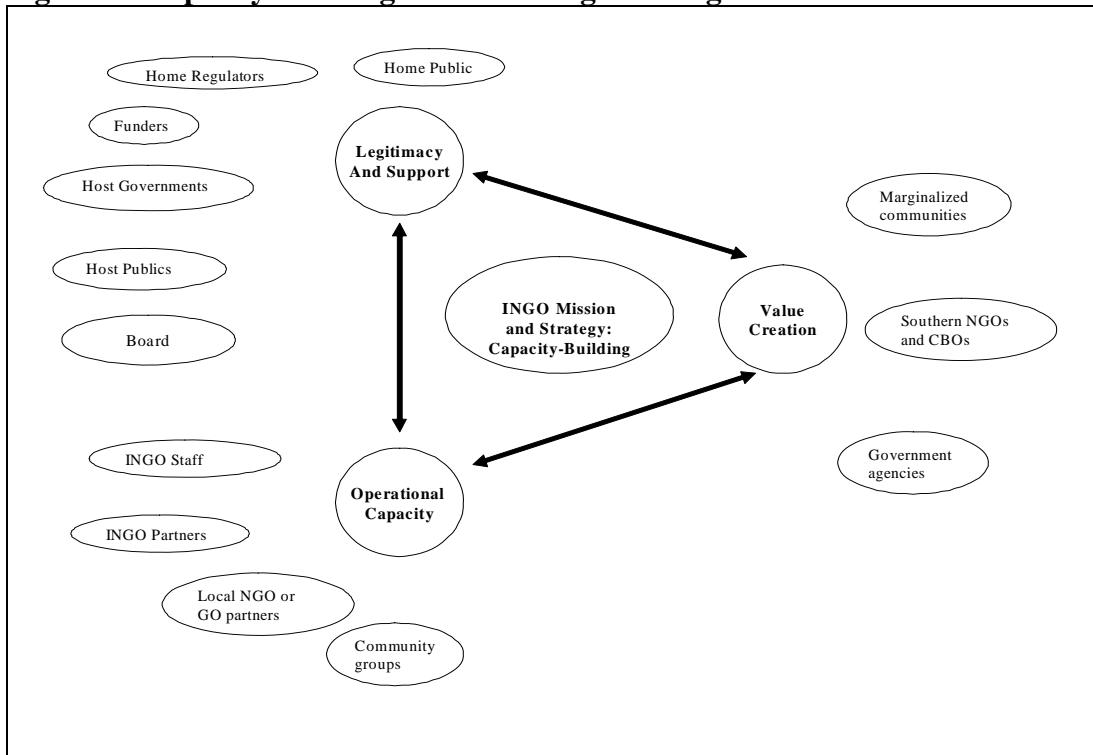 Home Regulators
Home Public
Funders
Legitimacy
And Support
Host Governments
Marginalized
communities
Host Publics
INGO Mission
and Strategy:
Capacity-Building
Value
Creation
Southern NGOs
and CBOs
Board
INGO Staff
Government
agencies
Operational
Capacity
INGO Partners
Local NGO or
GO partners
Community
groups